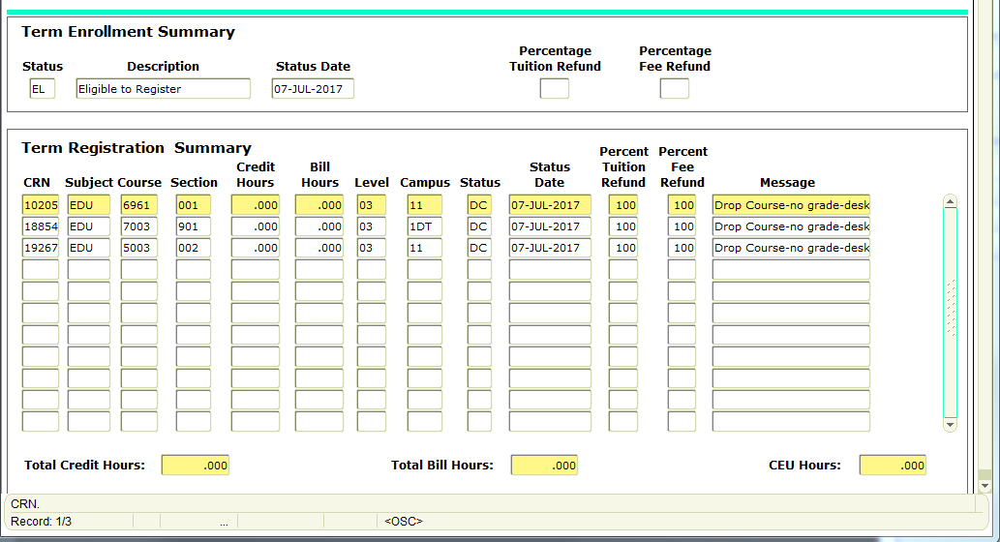 Term Enrollment Summary
Percentage Percentage
Status Description Status Date Tuition Refund Fee Refund
EL Eligible to Register 07-JUL-2017
Term Registration Summary
Percent Percent
Credit Bill Status Tuition Fee
CRN Subject Course Section Hours Hours Level Campus Status Date Refund Refund Message
10205 EDU 6961 001 .000 .000 03 11 DC 07-JUL-2017 100 100 Drop Course-no grade-desk
18854 EDU 7003 901 .000 .000 03 1DT DC 07-JUL-2017 100 100 Drop Course-no grade-desk
19267 EDU 5003 002 .000 .000 03 11 DC 07-JUL-2017 100 100 Drop Course-no grade-desk
Total Credit Hours: .000 Total Bill Hours: .000 CEU Hours: .000
CRN.
Record: 1/3 ... <OSC>